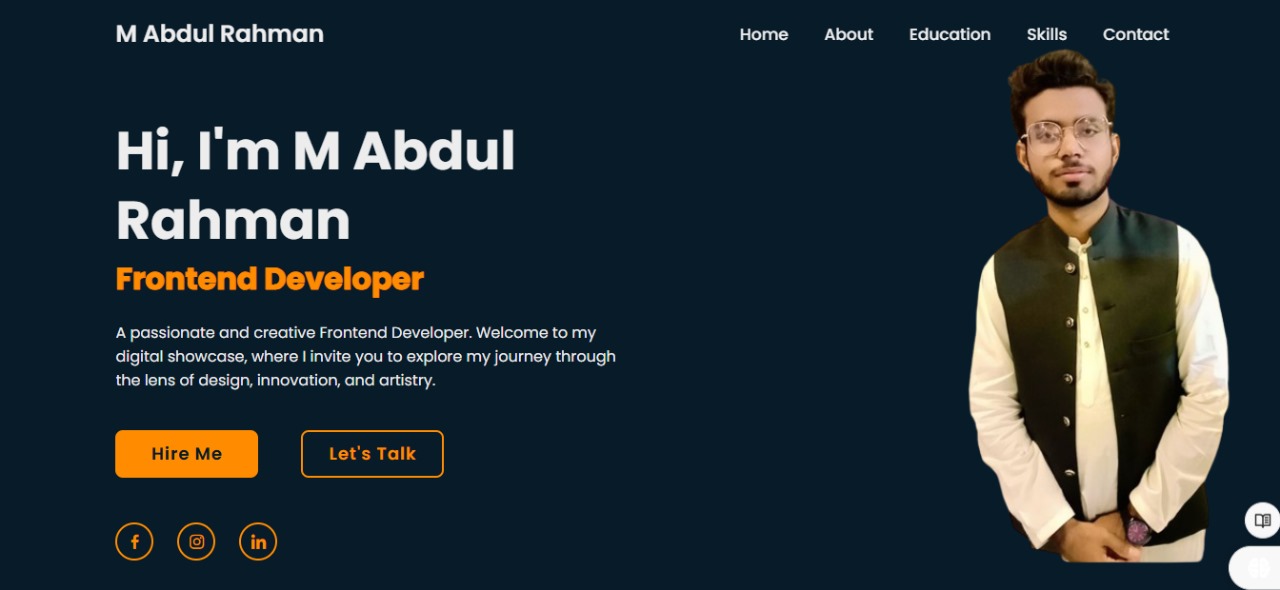 M Abdul Rahman
Home About Education Skills Contact
Hi, I'm M Abdul
Rahman
Frontend Developer
A passionate and creative Frontend Developer. Welcome to my
digital showcase, where I invite you to explore my journey through
the lens of design, innovation, and artistry.
Hire Me
Let's Talk